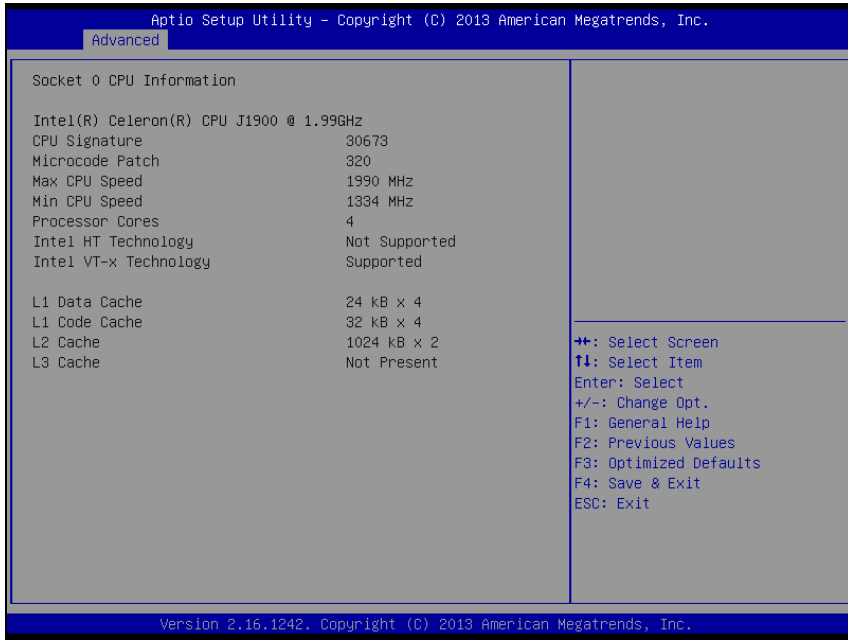 Aptio Setup Utility – Copyright (C) 2013 American Megatrends, Inc.
Advanced
Socket 0 CPU Information
Intel(R) Celeron(R) CPU J1900 @ 1.99GHz
CPU Signature 30673
Microcode Patch 320
Max CPU Speed 1990 MHz
Min CPU Speed 1334 MHz
Processor Cores 4
Intel HT Technology Not Supported
Intel VT-x Technology Supported
L1 Data Cache 24 kB x 4
L1 Code Cache 32 kB x 4
L2 Cache 1024 kB x 2
L3 Cache Not Present
→←: Select Screen
↑↓: Select Item
Enter: Select
+/-: Change Opt.
F1: General Help
F2: Previous Values
F3: Optimized Defaults
F4: Save & Exit
ESC: Exit
Version 2.16.1242. Copyright (C) 2013 American Megatrends, Inc.